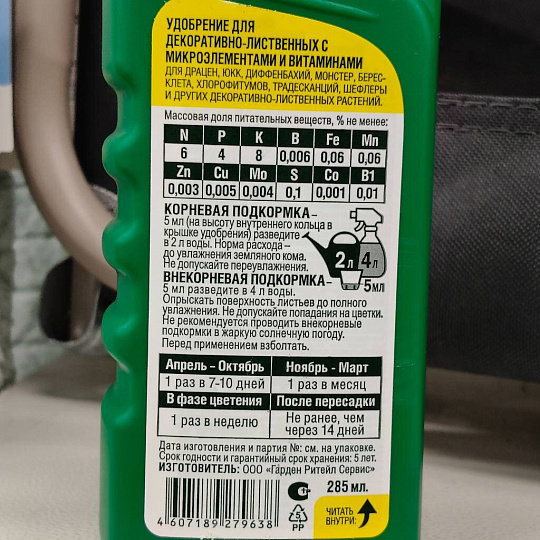 УДОБРЕНИЕ ДЛЯ
ДЕКОРАТИВНО-ЛИСТВЕННЫХ С
МИКРОЭЛЕМЕНТАМИ И ВИТАМИНАМИ
ДЛЯ ДРАЦЕН, ЮКК, ДИФФЕНБАХИЙ, МОНСТЕР, БЕРЕС-
КЛЕТА, ХЛОРОФИТУМОВ, ТРАДЕСКАНЦИЙ, ШЕФЛЕРЫ
И ДРУГИХ ДЕКОРАТИВНО-ЛИСТВЕННЫХ РАСТЕНИЙ.
Массовая доля питательных веществ, % не менее:
N P K B Fe Mn
6 4 8 0,006 0,06 0,06
Zn Cu Mo S Co B1
0,003 0,005 0,004 0,1 0,001 0,01
КОРНЕВАЯ ПОДКОРМКА –
5 мл (на высоту внутреннего кольца в
крышке удобрения) разведите
в 2 л воды. Норма расхода –
до увлажнения земляного кома.
Не допускайте переувлажнения.
2 л 4 л
5мл
ВНЕКОРНЕВАЯ ПОДКОРМКА –
5 мл разведите в 4 л воды.
Опрыскать поверхность листьев до полного
увлажнения. Не допускайте попадания на цветки.
Не рекомендуется проводить внекорневые
подкормки в жаркую солнечную погоду.
Перед применением взболтать.
Апрель - Октябрь Ноябрь - Март
1 раз в 7-10 дней 1 раз в месяц
В фазе цветения После пересадки
1 раз в неделю Не ранее, чем
через 14 дней
Дата изготовления и партия №: см. на упаковке.
Срок годности и гарантийный срок хранения: 5 лет.
ИЗГОТОВИТЕЛЬ: ООО «Гарден Ритейл Сервис»
285 мл.
5
PP
ЧИТАТЬ
ВНУТРИ:
4 607189 279638